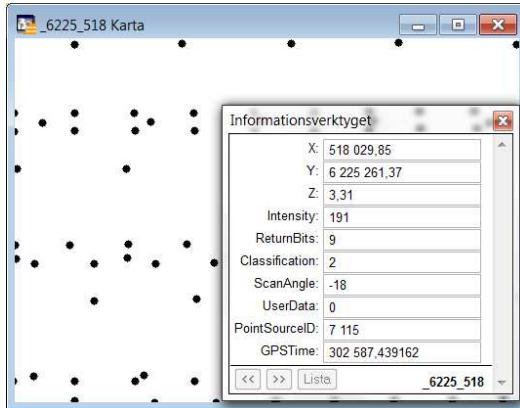 _6225_518 Karta
Informationsverktyget
X: 518 029,85
Y: 6 225 261,37
Z: 3,31
Intensity: 191
ReturnBits: 9
Classification: 2
ScanAngle: -18
UserData: 0
PointSourceID: 7 115
GPSTime: 302 587,439162
<< >> Lista _6225_518